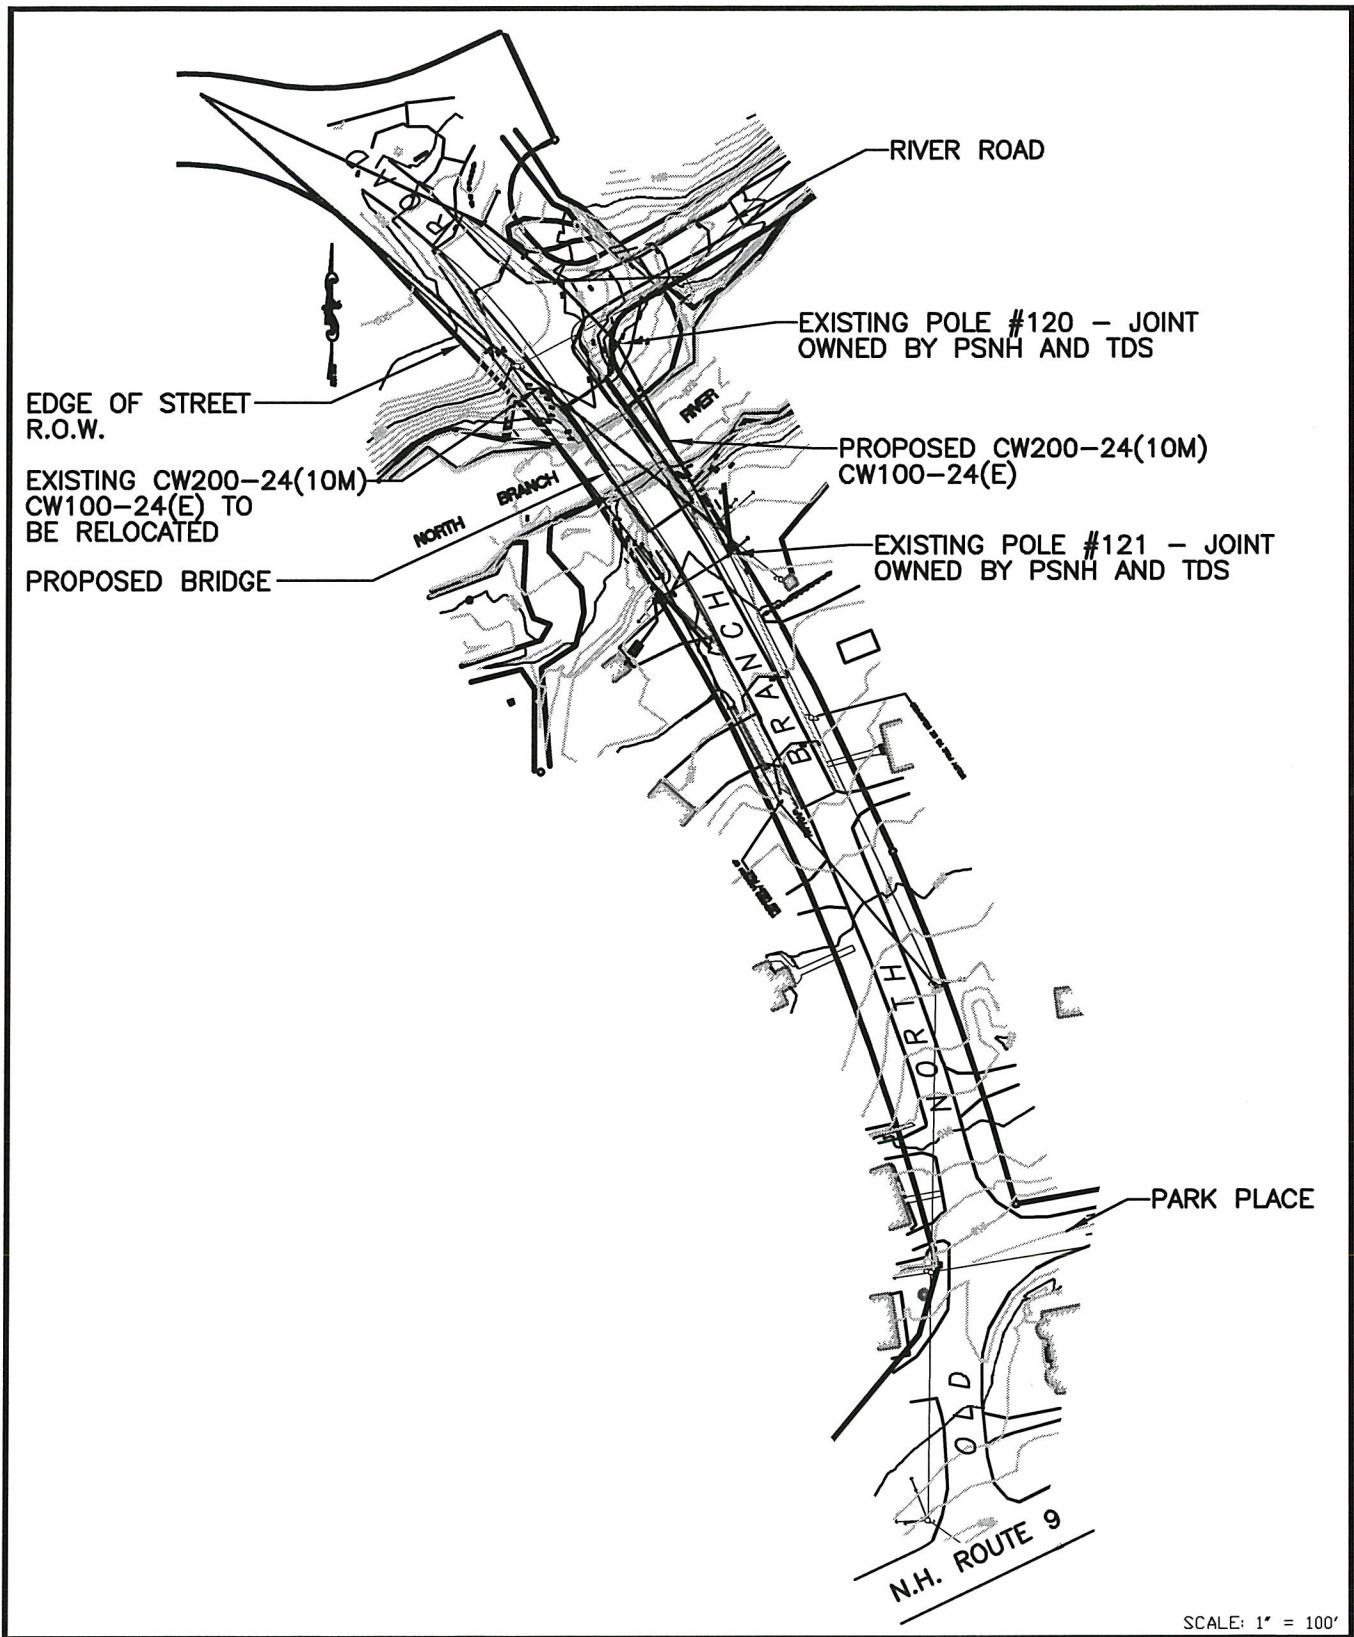 RIVER ROAD
EXISTING POLE #120 - JOINT
OWNED BY PSNH AND TDS
EDGE OF STREET
R.O.W.
RIVER
PROPOSED CW200-24(10M)
CW100-24(E)
EXISTING CW200-24(10M)
CW100-24(E) TO
BE RELOCATED
NORTH BRANCH
EXISTING POLE #121 - JOINT
OWNED BY PSNH AND TDS
PROPOSED BRIDGE
ROAD
BRANCH
NORTH
PARK PLACE
OLD
N.H. ROUTE 9
SCALE: 1" = 100'